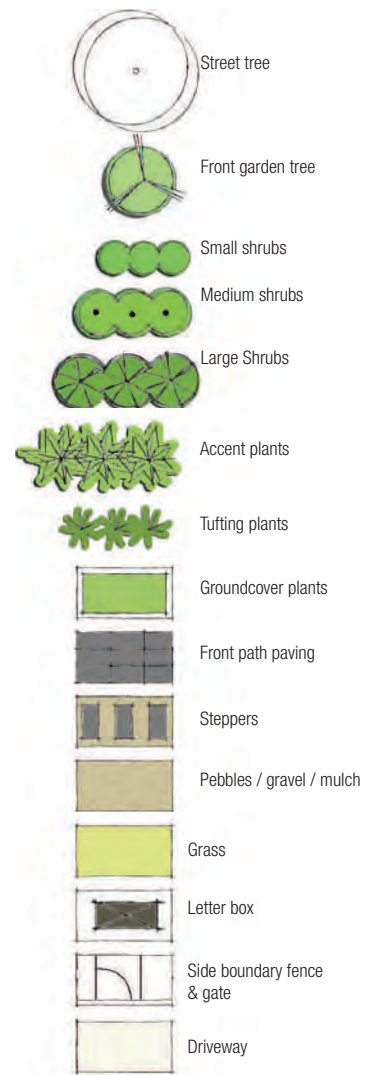 Street tree
Front garden tree
Small shrubs
Medium shrubs
Large Shrubs
Accent plants
Tufting plants
Groundcover plants
Front path paving
Steppers
Pebbles / gravel / mulch
Grass
Letter box
Side boundary fence
& gate
Driveway